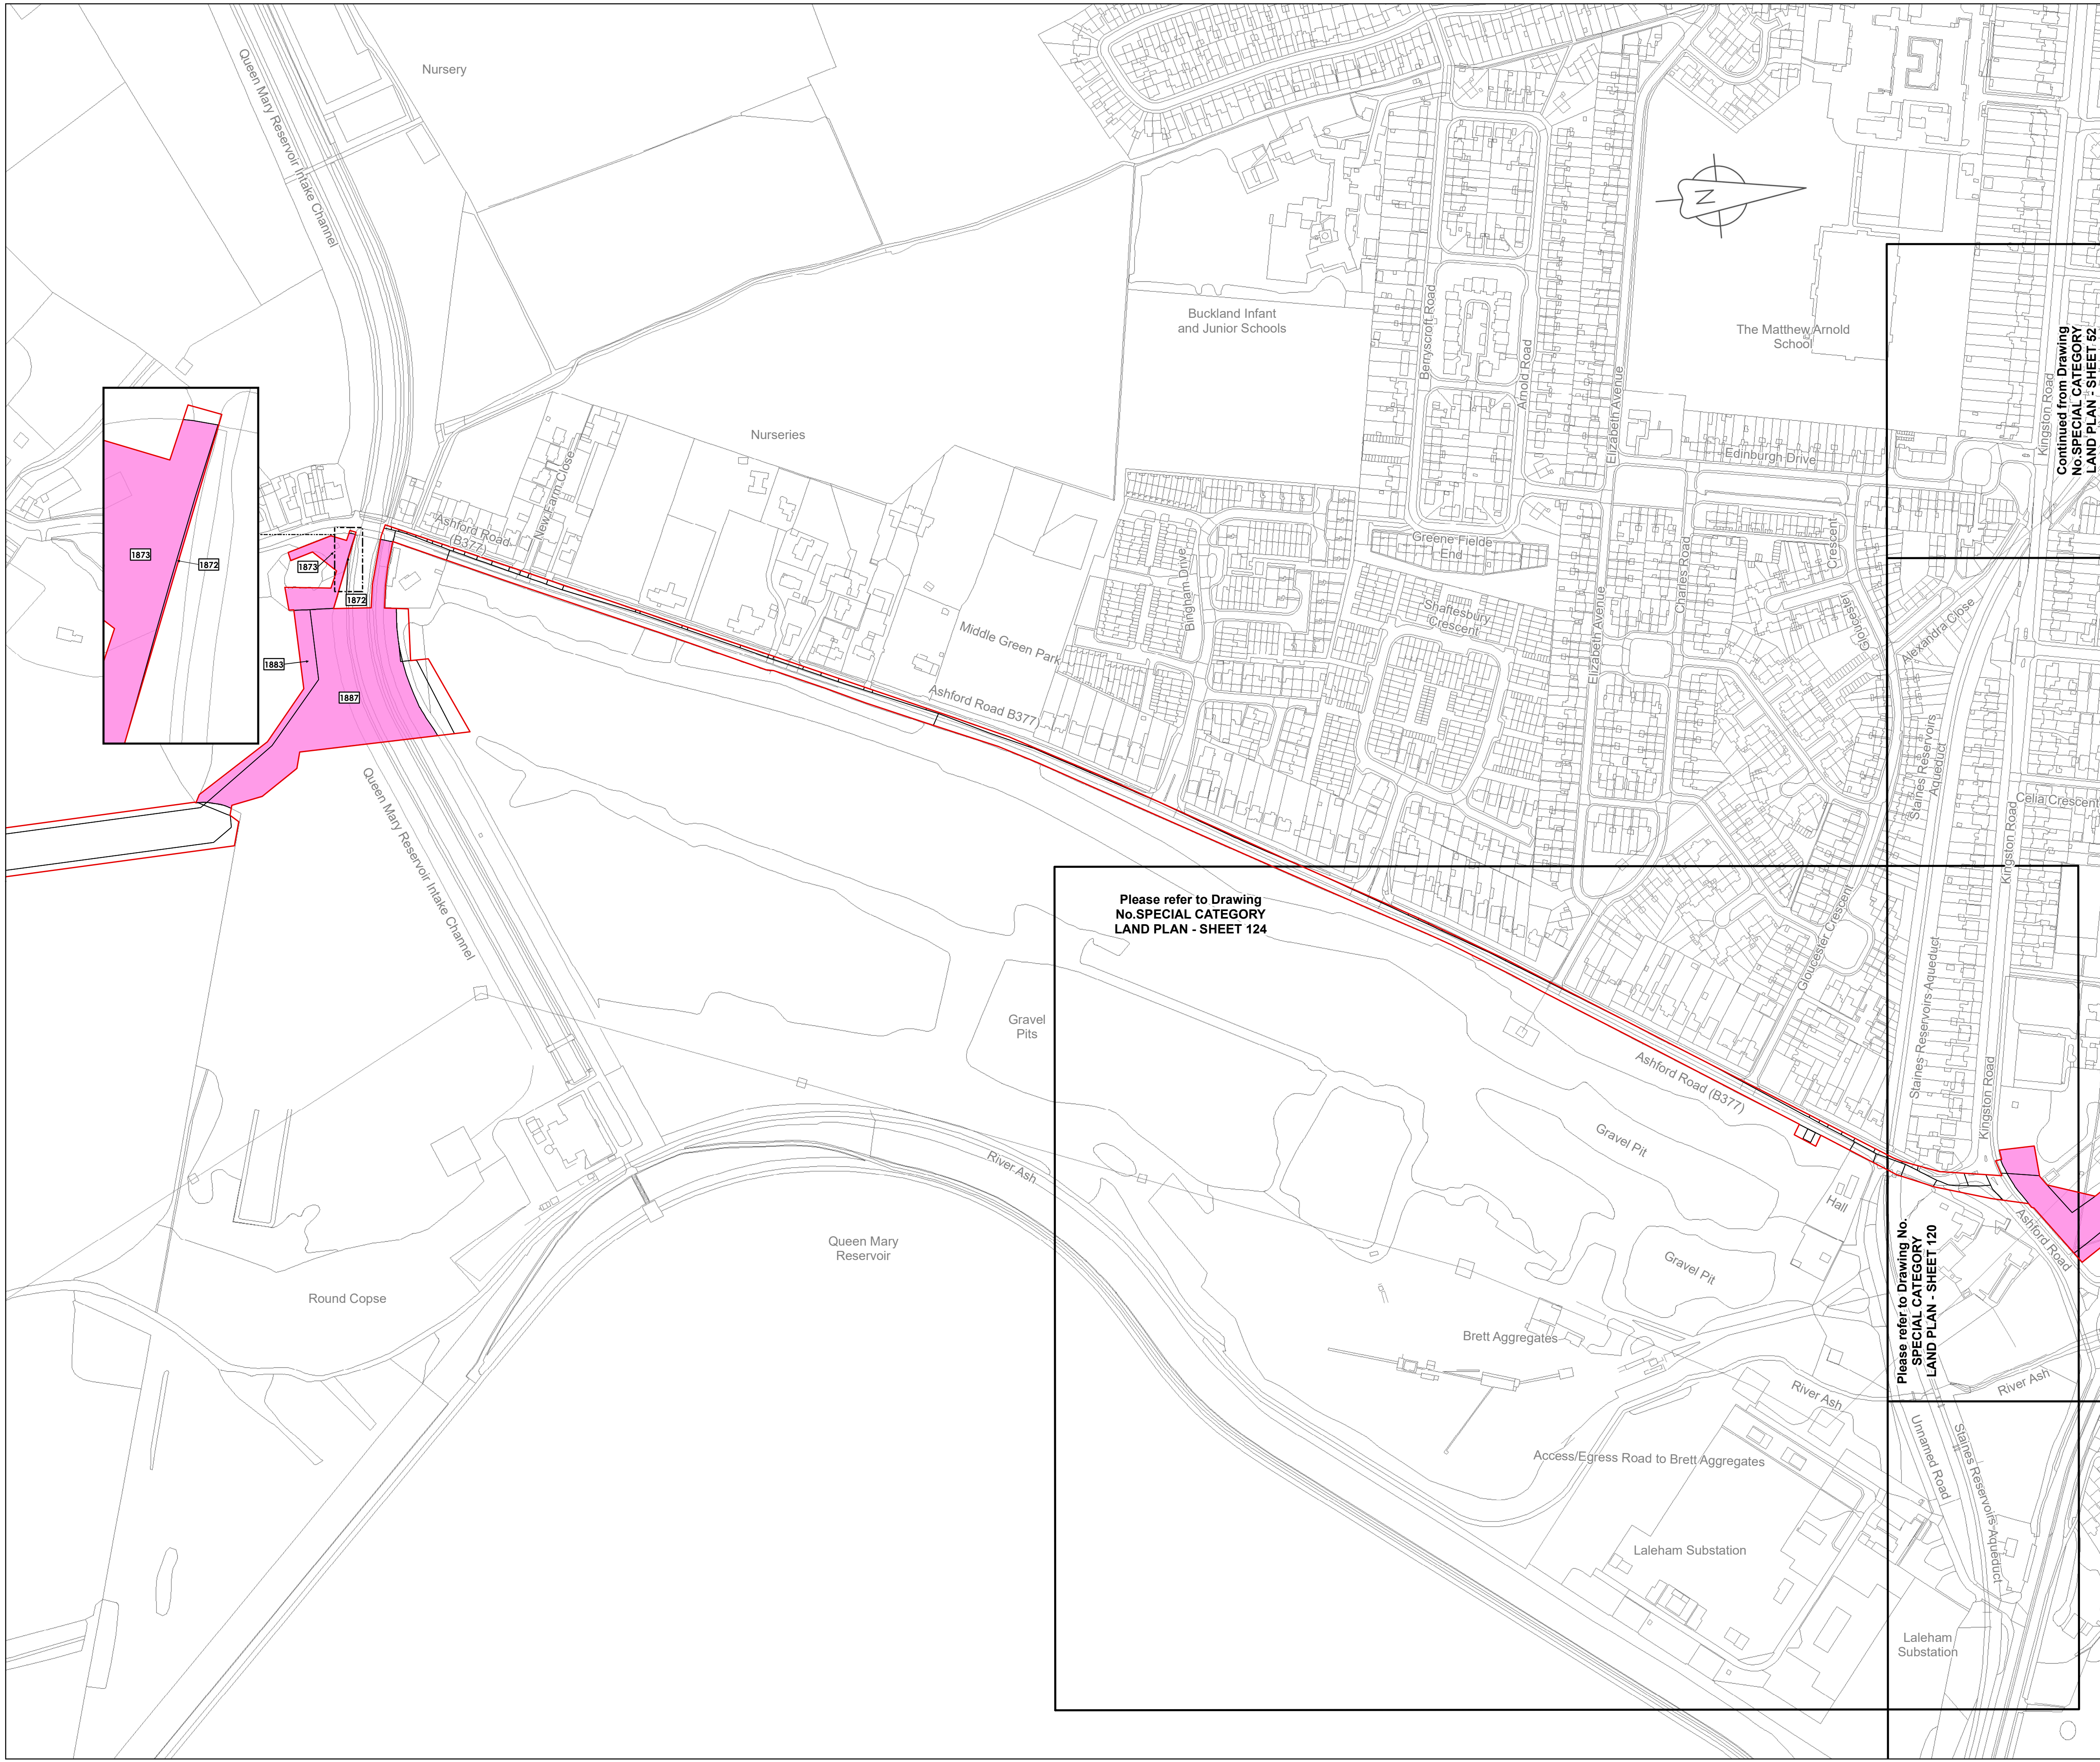 Nursery
Queen Mary Reservoir Intake Channel
Buckland Infant
and Junior Schools
Berryscroft Road
Arnold Road
Elizabeth Avenue
N
The Matthew Arnold
School
Kingston Road
Continued from Drawing
No.SPECIAL CATEGORY
LAND PLAN - SHEET 52
Nurseries
Edinburgh Drive
1873
1872
Ashford Road
(B377)
New Farm Close
1873
1872
Greene Fielde
End
Crescent
Gloucester
Charles Road
Bingham Drive
Shaftesbury
Crescent
Elizabeth Avenue
Alexandra Close
Middle Green Park
1883
1887
Ashford Road B377)
Staines Reservoirs
Aqueduct
Celia Crescent
Kingston Road
Queen Mary Reservoir Intake Channel
Please refer to Drawing
No.SPECIAL CATEGORY
LAND PLAN - SHEET 124
Gloucester Crescent
Staines Reservoirs Aqueduct
Gravel
Pits
Ashford Road (B377)
Kingston Road
Gravel Pit
River Ash
Hall
Queen Mary
Reservoir
Gravel Pit
Ashford Road
Please refer to Drawing No.
SPECIAL CATEGORY
LAND PLAN - SHEET 120
Round Copse
Brett Aggregates
River Ash
River Ash
Access/Egress Road to Brett Aggregates
Unnamed Road
Staines Reservoirs Aqueduct
Laleham Substation
Laleham
Substation